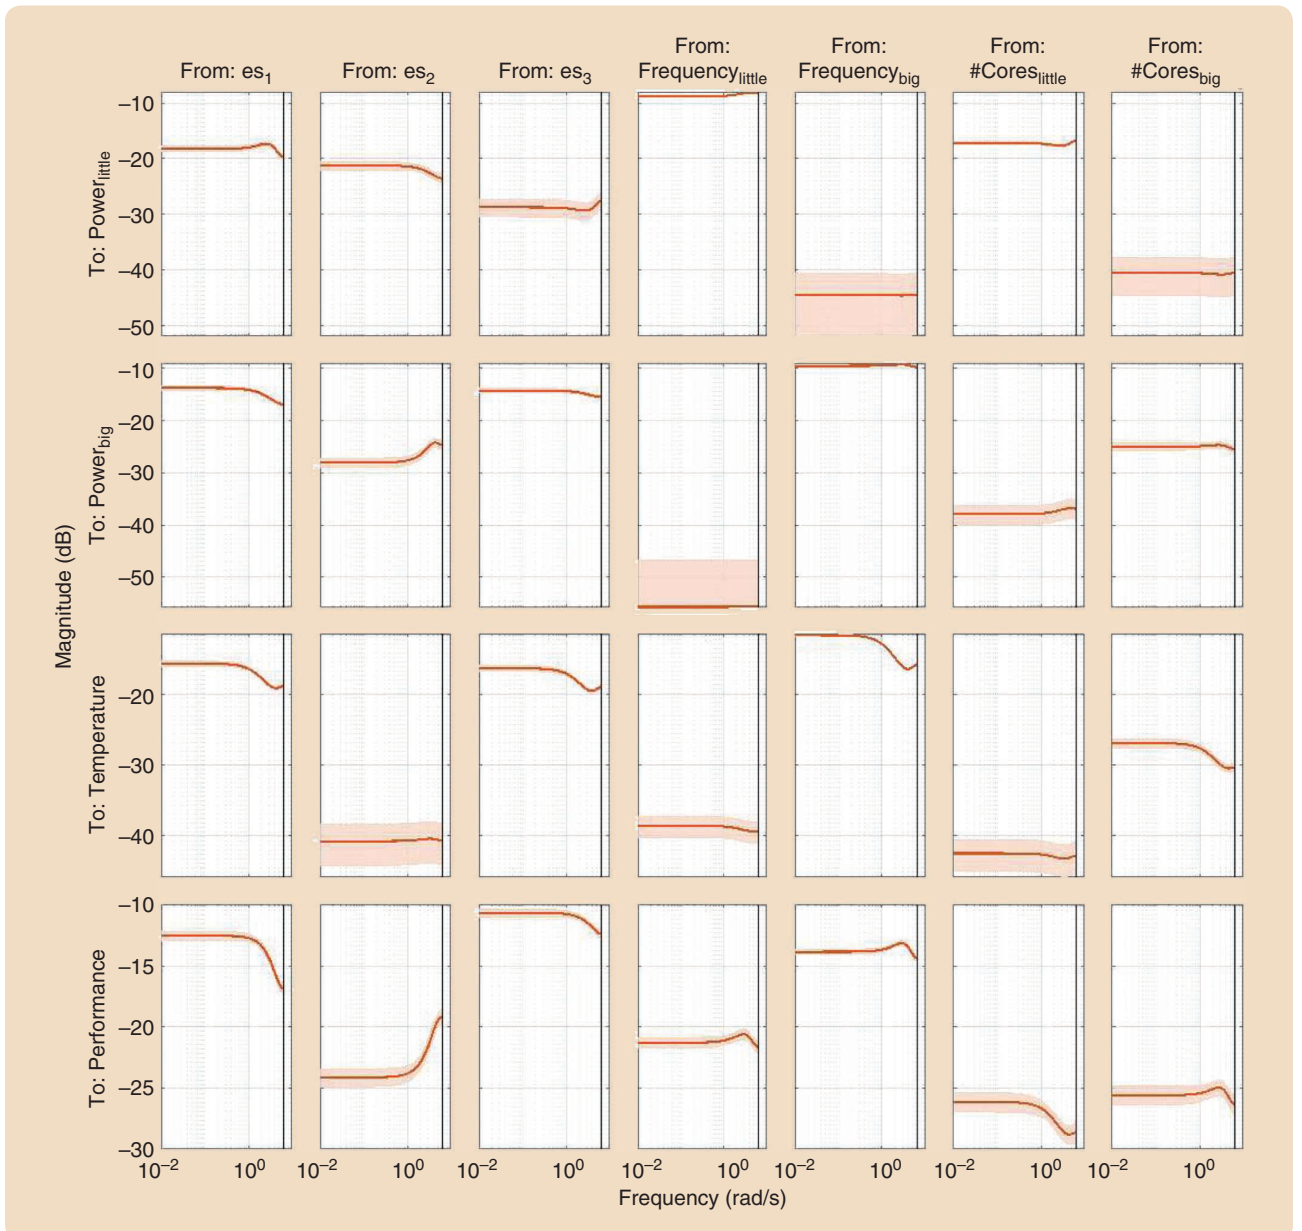 From: es1
From: es2
From: es3
From:
Frequencylittle
From:
Frequencybig
From:
#Coreslittle
From:
#Coresbig
Magnitude (dB)
To: Powerlittle
−10
−20
−30
−40
−50
To: Powerbig
−10
−20
−30
−40
−50
To: Temperature
−20
−30
−40
To: Performance
−10
−15
−20
−25
−30
10−2 100 10−2 100 10−2 100 10−2 100 10−2 100 10−2 100 10−2 100
Frequency (rad/s)